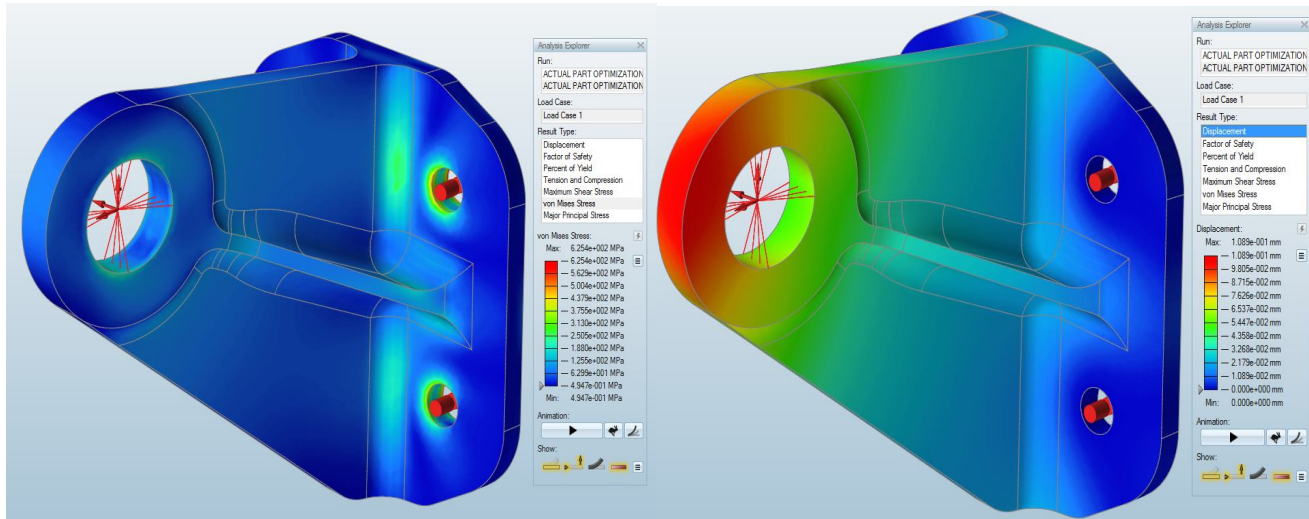 Analysis Explorer
Run:
ACTUAL PART OPTIMIZATION
ACTUAL PART OPTIMIZATION
Load Case:
Load Case 1
Result Type:
Displacement
Factor of Safety
Percent of Yield
Tension and Compression
Maximum Shear Stress
von Mises Stress
Major Principal Stress
von Mises Stress:
Max: 6.254e+002 MPa
6.254e+002 MPa
5.629e+002 MPa
5.004e+002 MPa
4.379e+002 MPa
3.755e+002 MPa
3.130e+002 MPa
2.505e+002 MPa
1.880e+002 MPa
1.255e+002 MPa
6.299e+001 MPa
4.947e-001 MPa
Min: 4.947e-001 MPa
Animation:
Show:
Analysis Explorer
Run:
ACTUAL PART OPTIMIZATION
ACTUAL PART OPTIMIZATION
Load Case:
Load Case 1
Result Type:
Displacement
Factor of Safety
Percent of Yield
Tension and Compression
Maximum Shear Stress
von Mises Stress
Major Principal Stress
Displacement:
Max: 1.089e-001 mm
1.089e-001 mm
9.805e-002 mm
8.715e-002 mm
7.626e-002 mm
6.537e-002 mm
5.447e-002 mm
4.358e-002 mm
3.268e-002 mm
2.179e-002 mm
1.089e-002 mm
0.000e+000 mm
Min: 0.000e+000 mm
Animation:
Show: